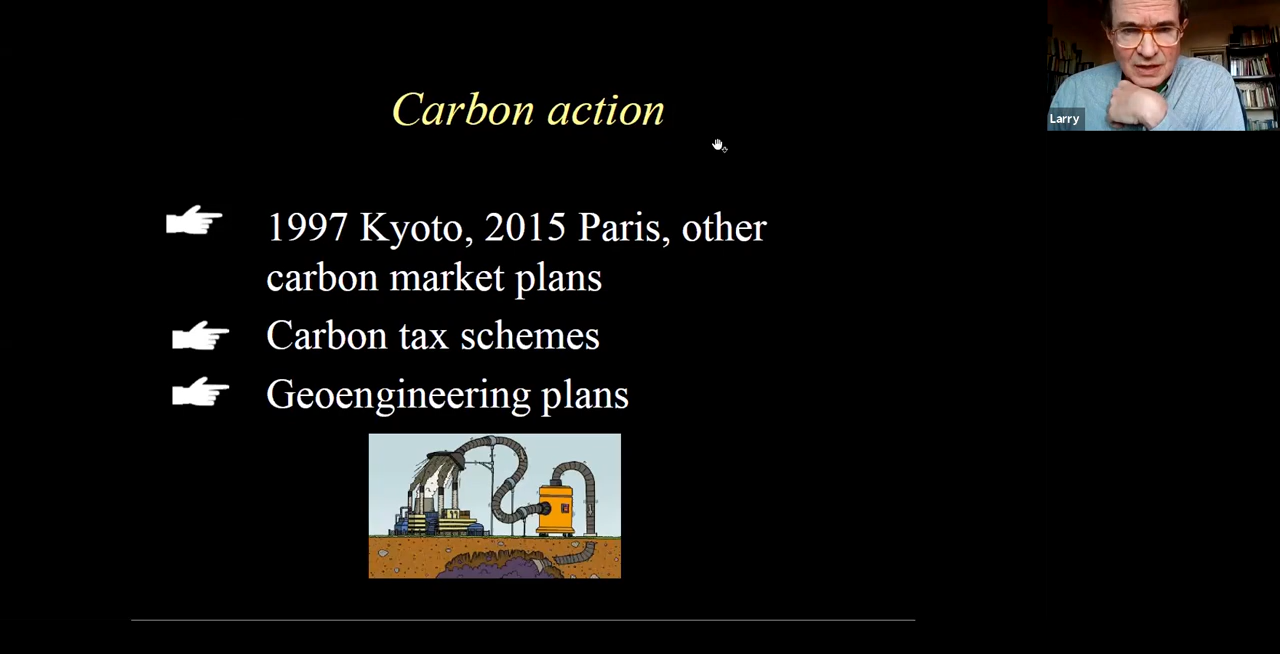 Carbon action
Larry
1997 Kyoto, 2015 Paris, other
carbon market plans
Carbon tax schemes
Geoengineering plans